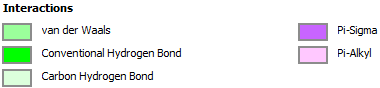 Interactions
van der Waals
Conventional Hydrogen Bond
Carbon Hydrogen Bond
Pi-Sigma
Pi-Alkyl